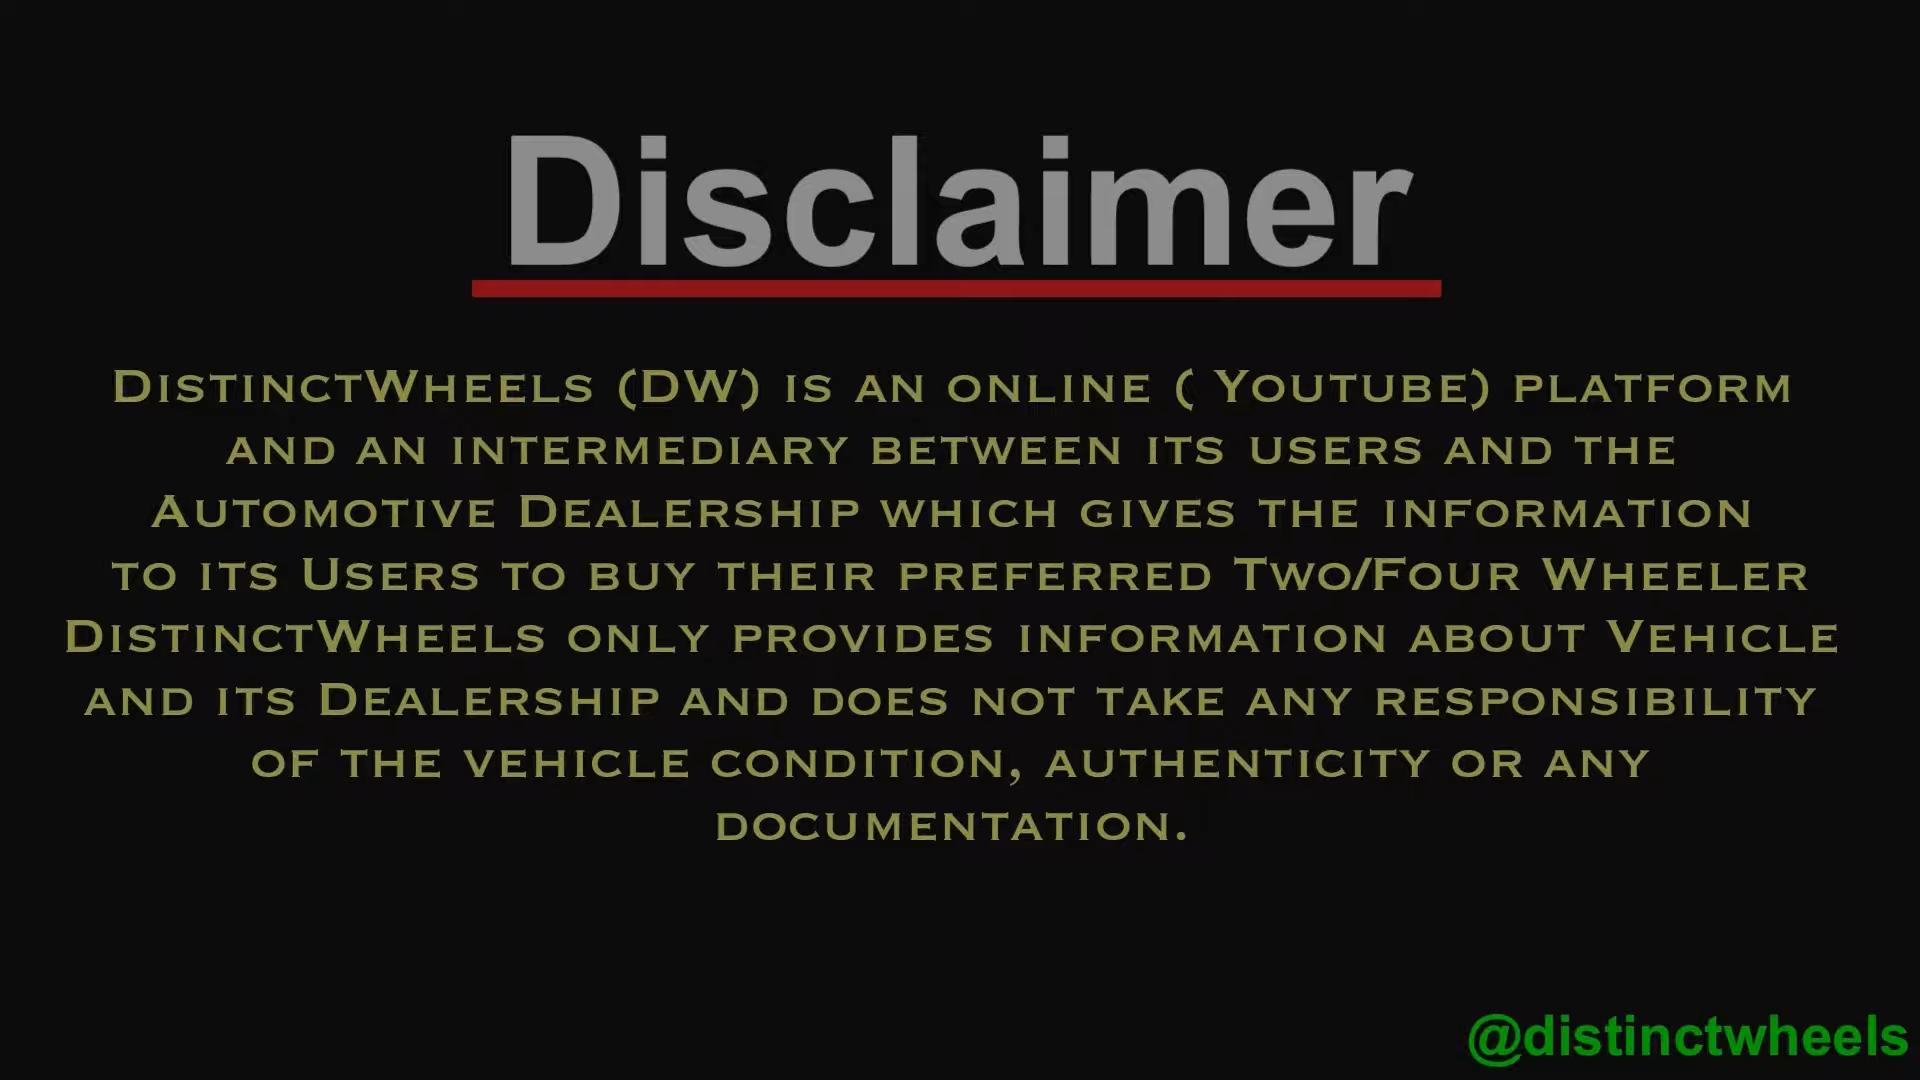 Disclaimer
DistinctWheels (DW) is an online ( Youtube) platform
and an intermediary between its users and the
Automotive Dealership which gives the information
to its Users to buy their preferred Two/Four Wheeler
DistinctWheels only provides information about Vehicle
and its Dealership and does not take any responsibility
of the vehicle condition, authenticity or any
documentation.
@distinctwheels